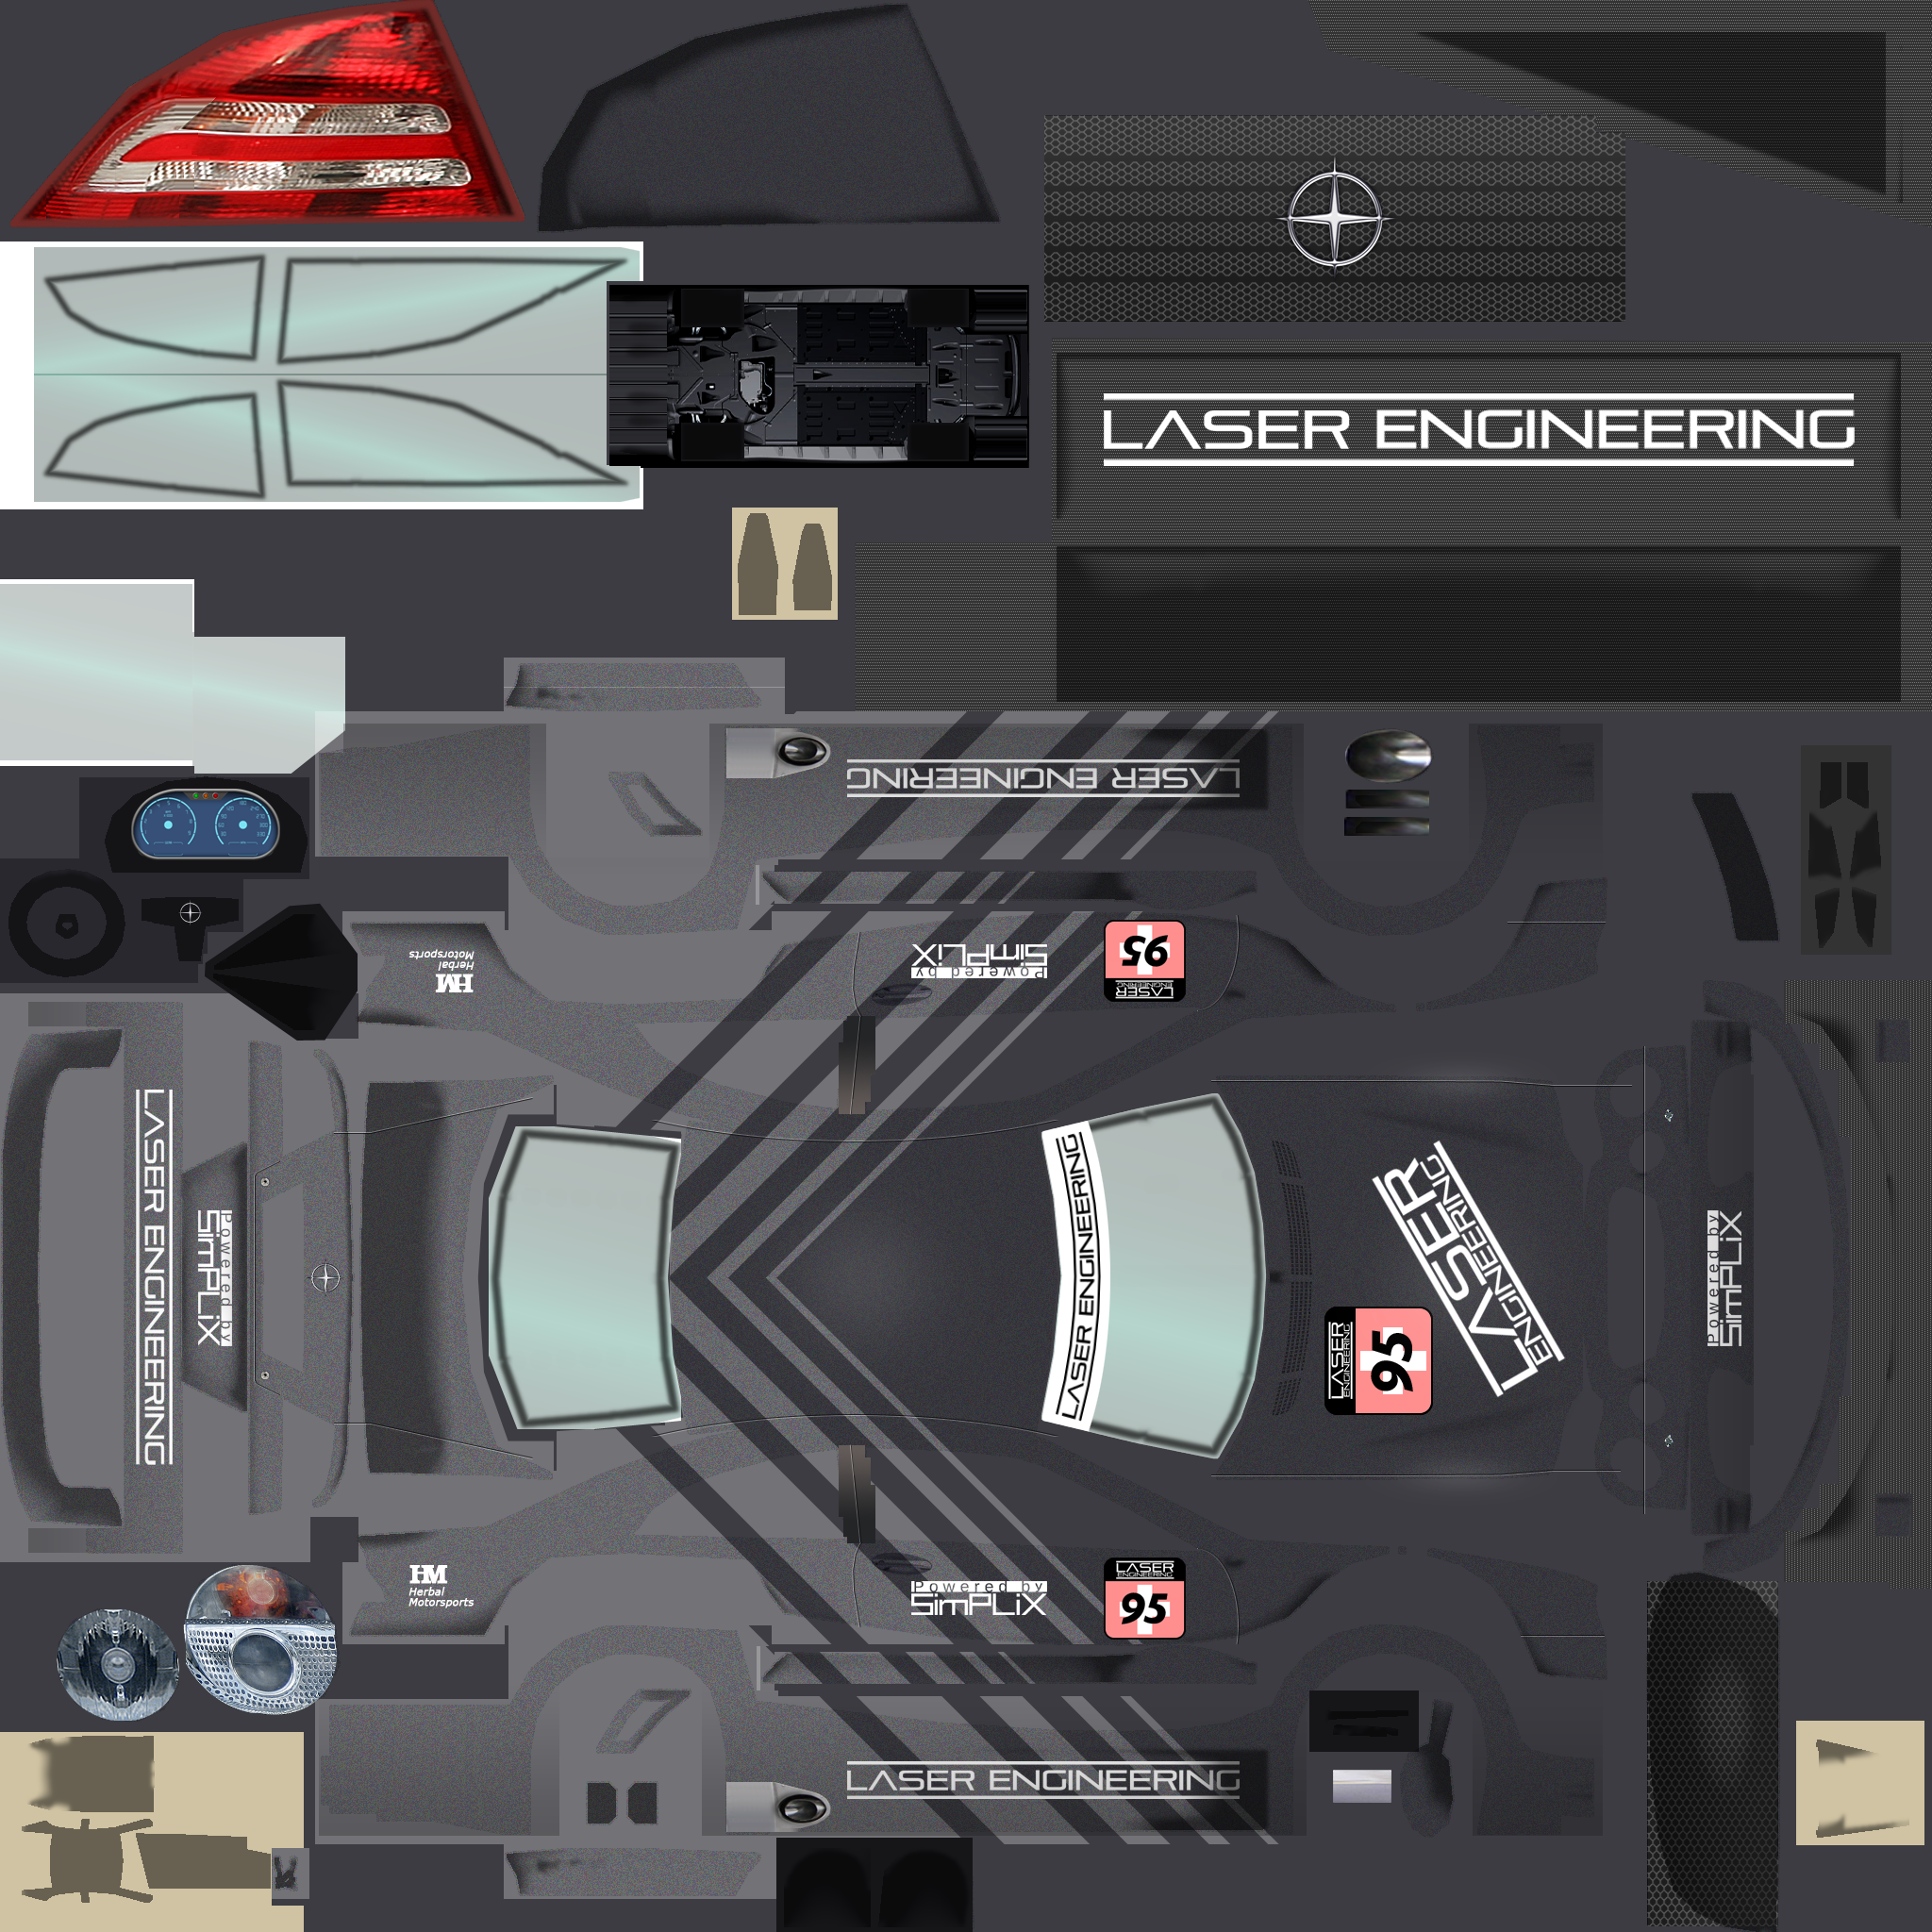 LASER ENGINEERING
LASER ENGINEERING
HM
Herbal
Motorsports
Powered by
SimPLiX
95
LASER
ENGINEERING
LASER ENGINEERING
Powered by
SimPLiX
LASER ENGINEERING
LASER
ENGINEERING
LASER
ENGINEERING
95
Powered by
SimPLiX
HM
Herbal
Motorsports
Powered by
SimPLiX
LASER
ENGINEERING
95
LASER ENGINEERING